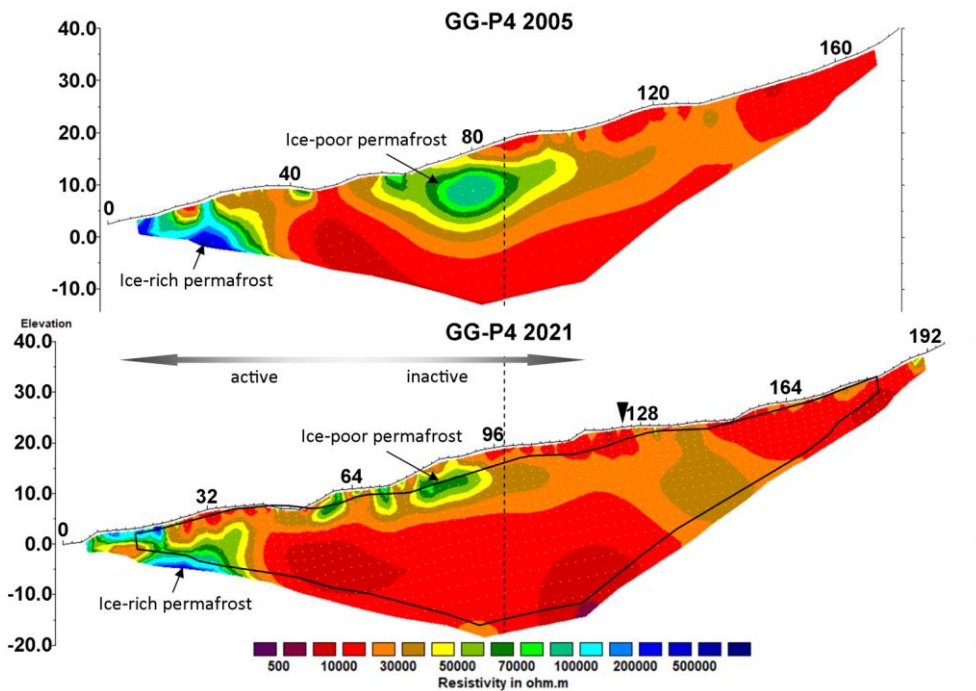 GG-P4 2005
40.0
30.0
20.0
10.0
0.0
-10.0
0
40
80
120
160
Ice-poor permafrost
Ice-rich permafrost
Elevation
GG-P4 2021
40.0
30.0
20.0
10.0
0.0
-10.0
-20.0
active
inactive
0
32
64
96
128
164
192
Ice-poor permafrost
Ice-rich permafrost
500 10000 30000 50000 70000 100000 200000 500000
Resistivity in ohm.m